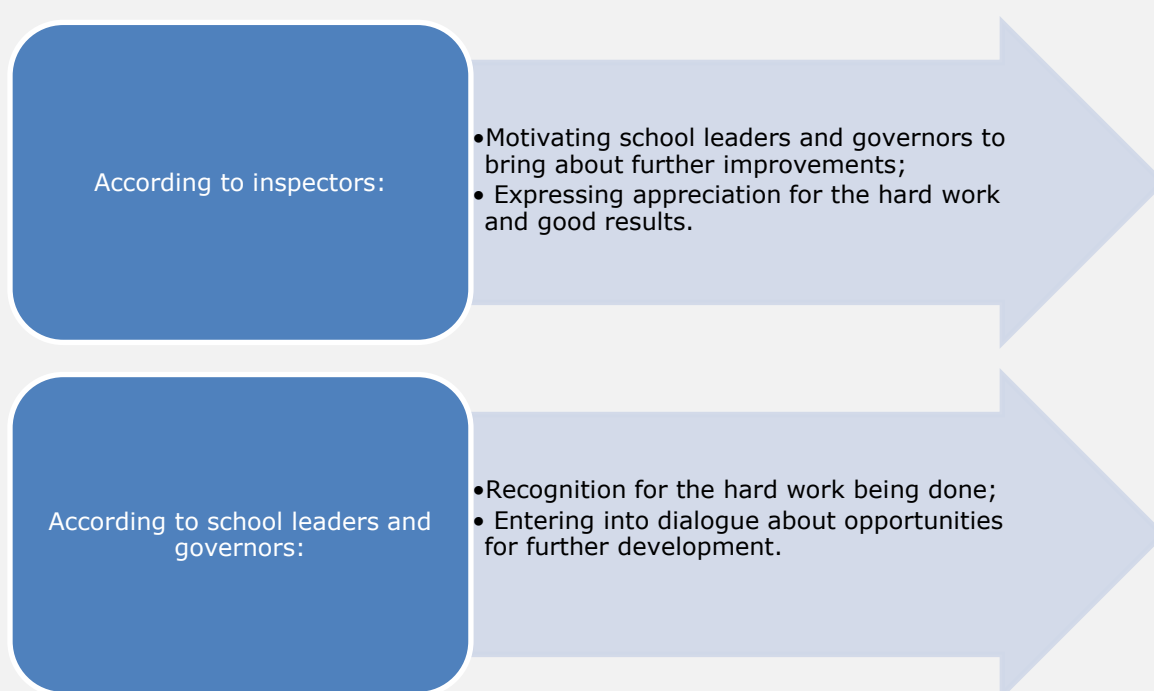 According to inspectors:
•Motivating school leaders and governors to
bring about further improvements;
• Expressing appreciation for the hard work
and good results.
According to school leaders and
governors:
•Recognition for the hard work being done;
• Entering into dialogue about opportunities
for further development.